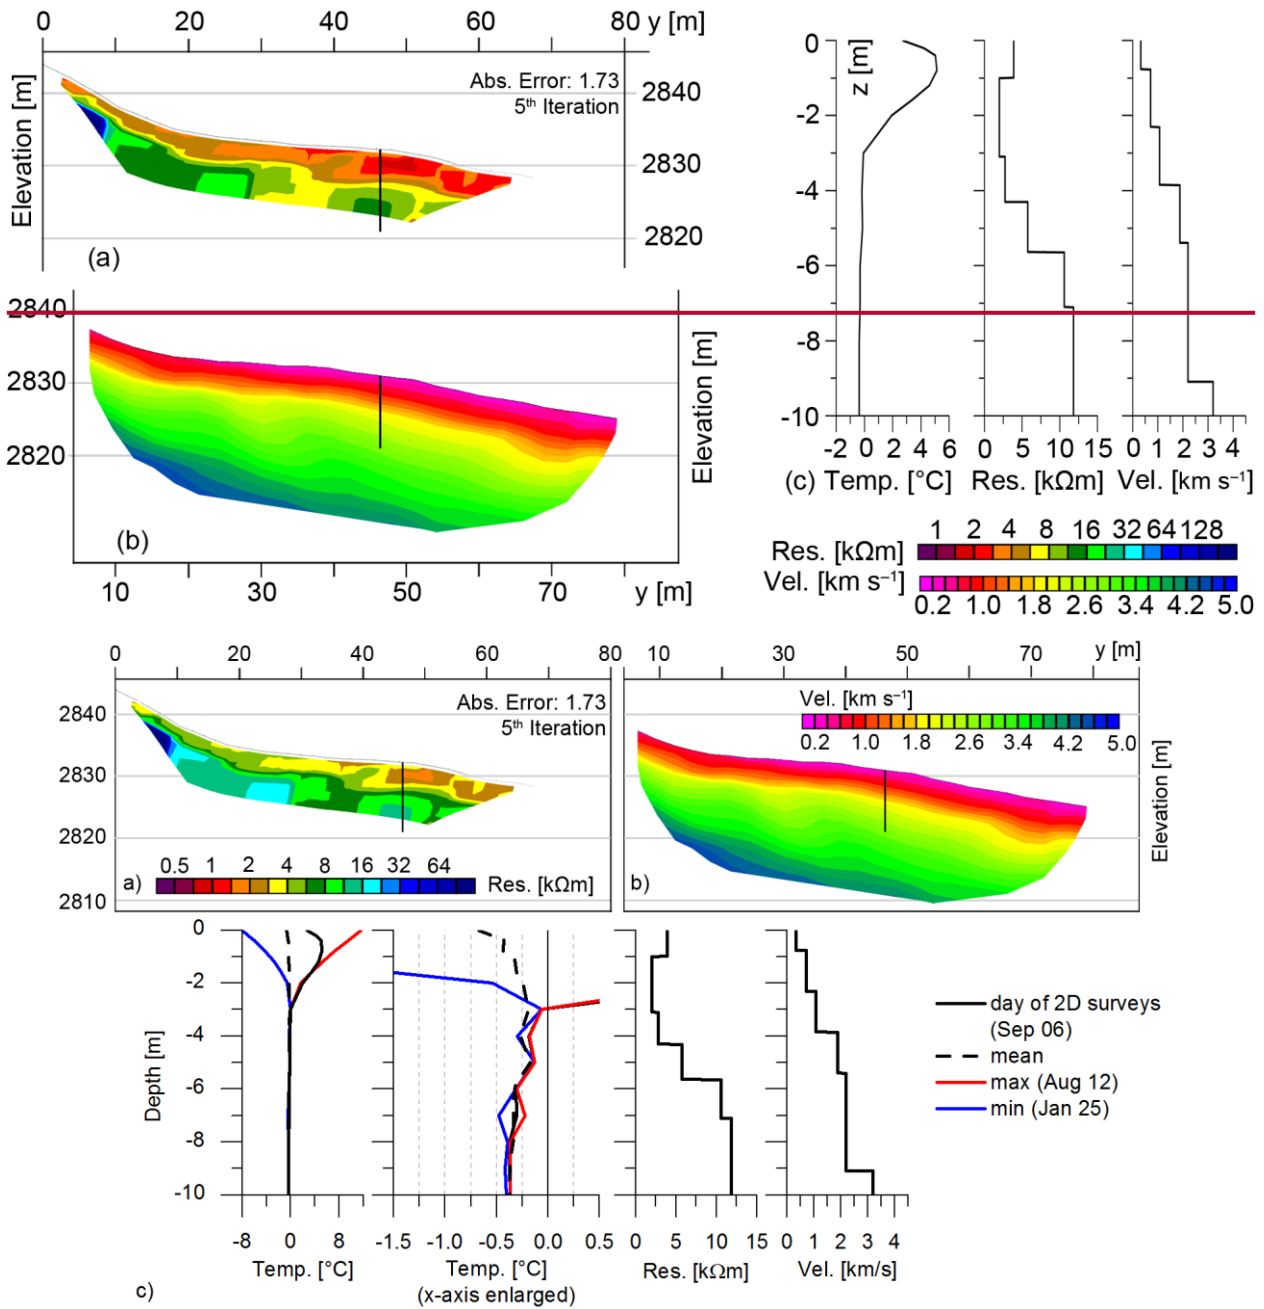 0 20 40 60 80 y [m]
Abs. Error: 1.73
5th Iteration
2840
2830
2820
Elevation [m]
(a)
2840
2830
2820
Elevation [m]
(b)
10 30 50 70 y [m]
0
-2
-4
-6
-8
-10
z [m]
-2 0 2 4 6 0 5 10 15 0 1 2 3 4
(c) Temp. [°C] Res. [kΩm] Vel. [km s⁻¹]
1 2 4 8 16 32 64 128
Res. [kΩm]
Vel. [km s⁻¹]
0.2 1.0 1.8 2.6 3.4 4.2 5.0
0 20 40 60 80
10 30 50 70 y [m]
Abs. Error: 1.73
5th Iteration
2840
2830
2820
2810
0.5 1 2 4 8 16 32 64
a) Res. [kΩm]
Vel. [km s⁻¹]
0.2 1.0 1.8 2.6 3.4 4.2 5.0
Elevation [m]
b)
0
-2
-4
-6
-8
-10
Depth [m]
-8 0 8
Temp. [°C]
-1.5 -1.0 -0.5 0.0 0.5
Temp. [°C]
(x-axis enlarged)
0 5 10 15
Res. [kΩm]
0 1 2 3 4
Vel. [km/s]
day of 2D surveys
(Sep 06)
mean
max (Aug 12)
min (Jan 25)
c)